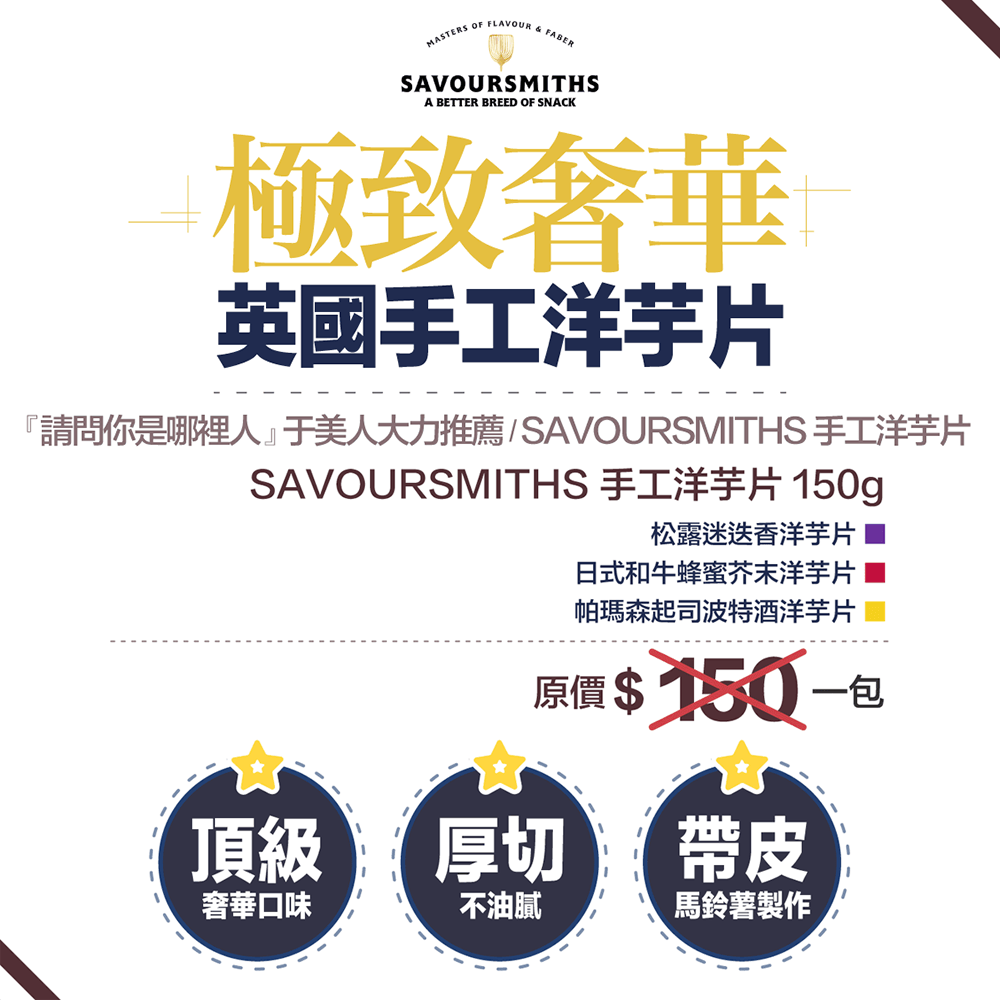 MASTERS OF FLAVOUR & FABER
SAVOURSMITHS
A BETTER BREED OF SNACK
極致奢華
英國手工洋芋片
『請問你是哪裡人』于美人大力推薦 / SAVOURSMITHS 手工洋芋片
SAVOURSMITHS 手工洋芋片 150g
松露迷迭香洋芋片
日式和牛蜂蜜芥末洋芋片
帕瑪森起司波特酒洋芋片
原價 $ 150 一包
頂級
奢華口味
厚切
不油膩
帶皮
馬鈴薯製作